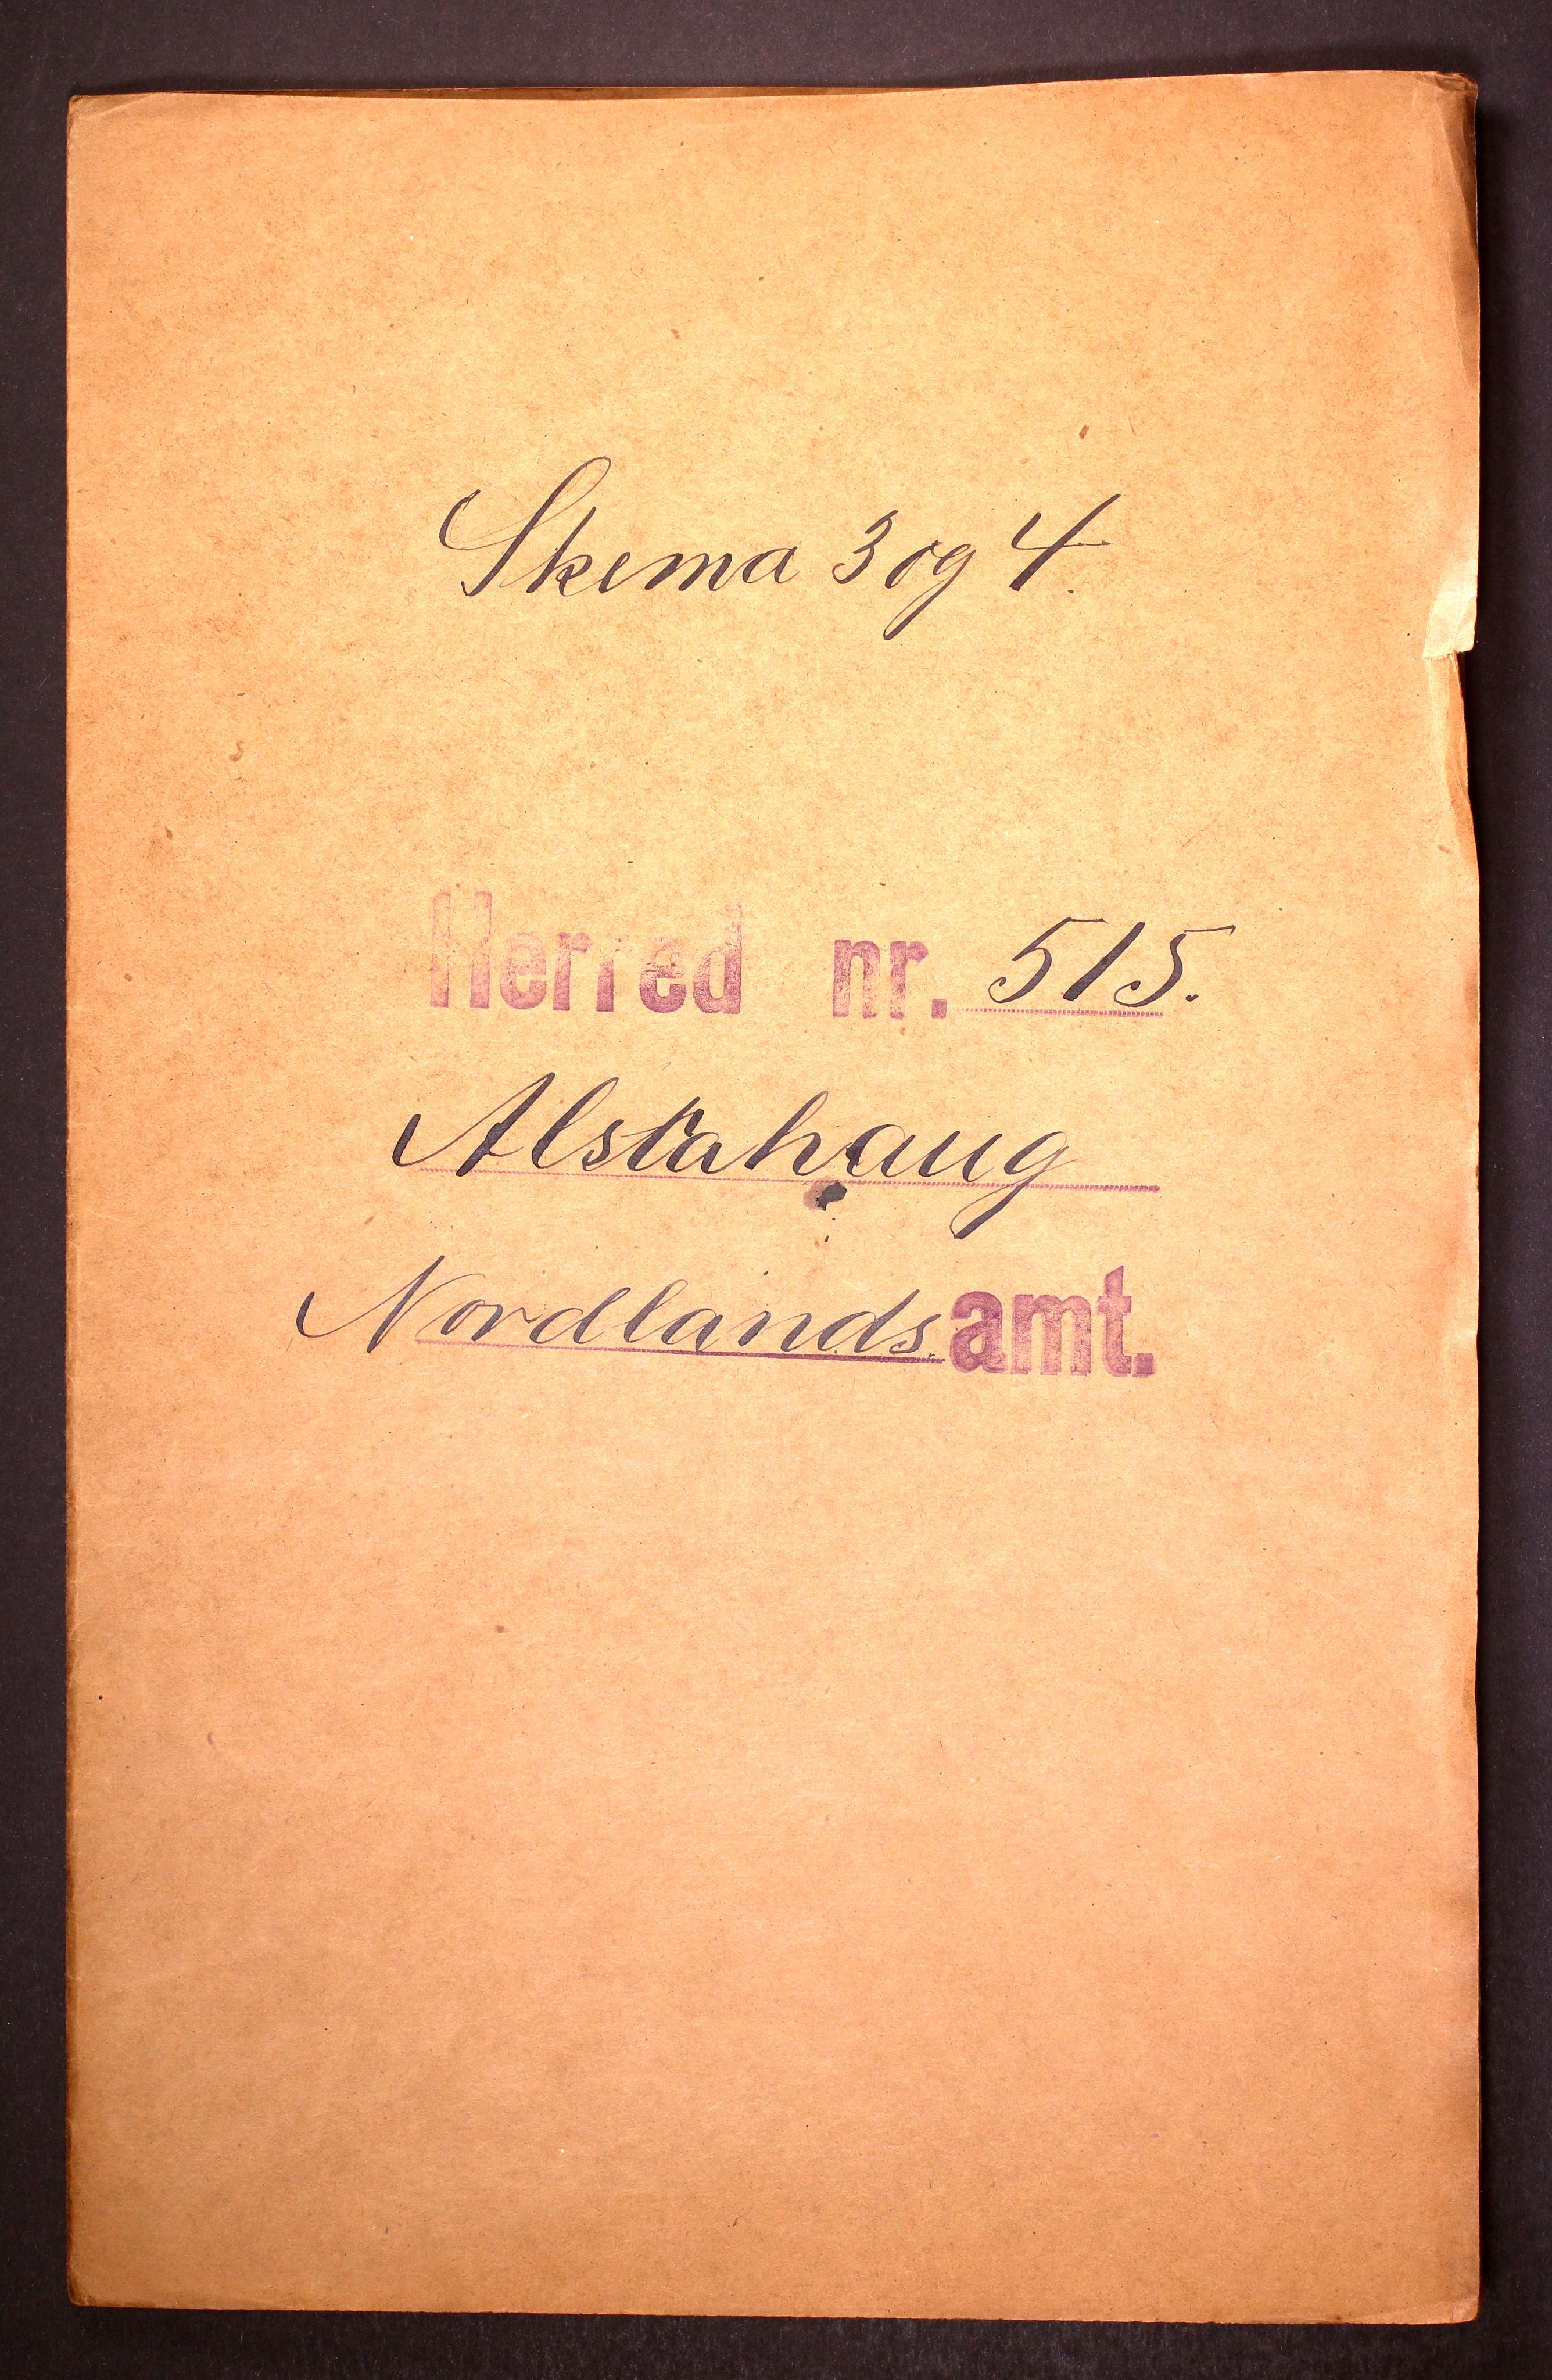 Skema 3 og 4.
Herred nr. 515.
Alstahaug
Nordlands amt.